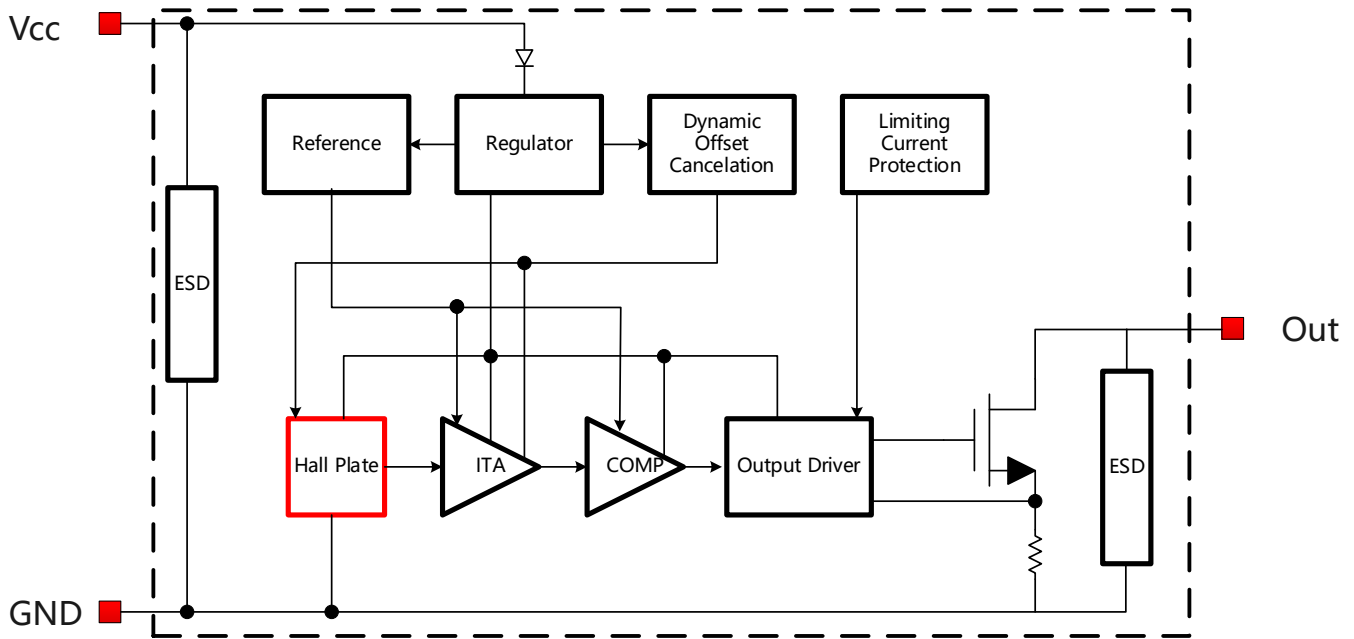 Vcc
Reference
Regulator
Dynamic
Offset
Cancelation
Limiting
Current
Protection
ESD
Out
Hall Plate
ITA
COMP
Output Driver
ESD
GND